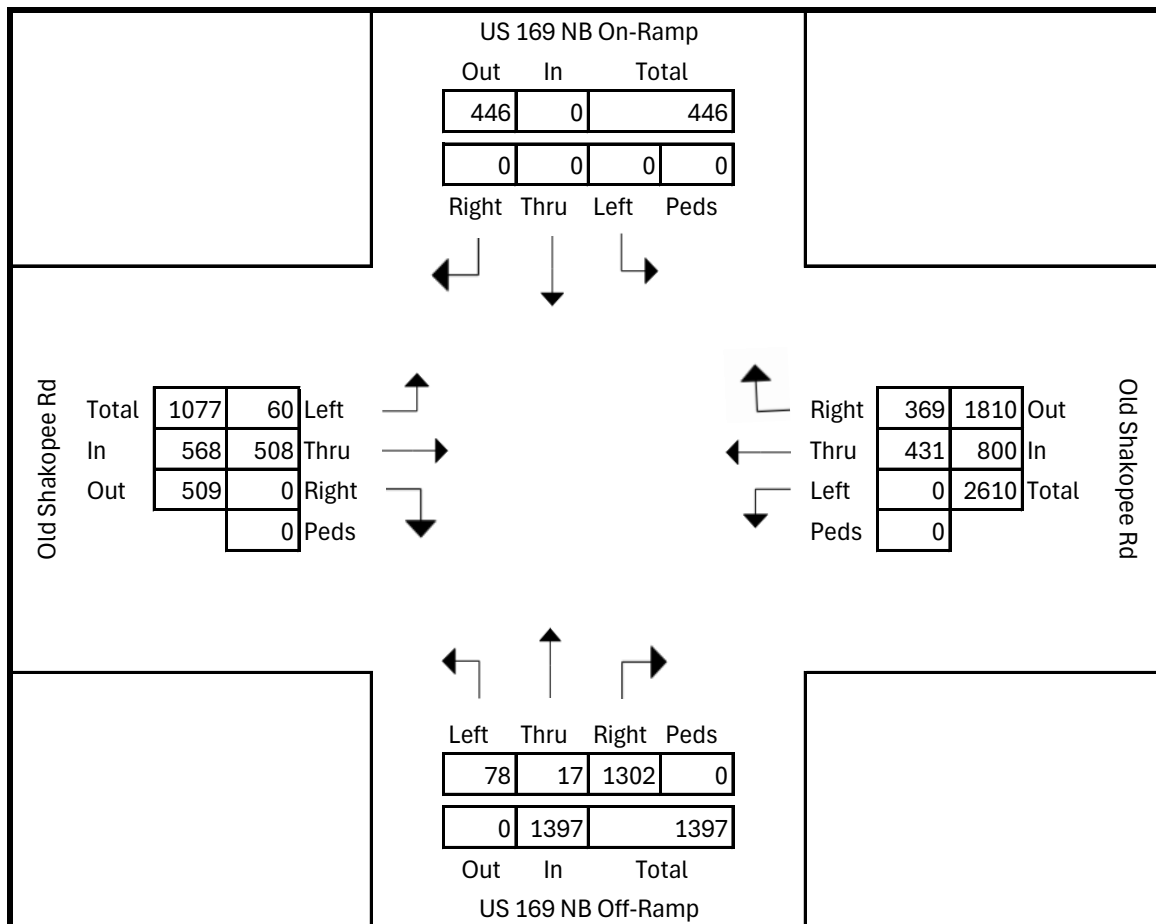 US 169 NB On-Ramp
Out In Total
446 0 446
0 0 0 0
Right Thru Left Peds
Old Shakopee Rd
Total 1077 60 Left
In 568 508 Thru
Out 509 0 Right
0 Peds
Right 369 1810 Out
Thru 431 800 In
Left 0 2610 Total
Peds 0
Old Shakopee Rd
Left Thru Right Peds
78 17 1302 0
0 1397 1397
Out In Total
US 169 NB Off-Ramp